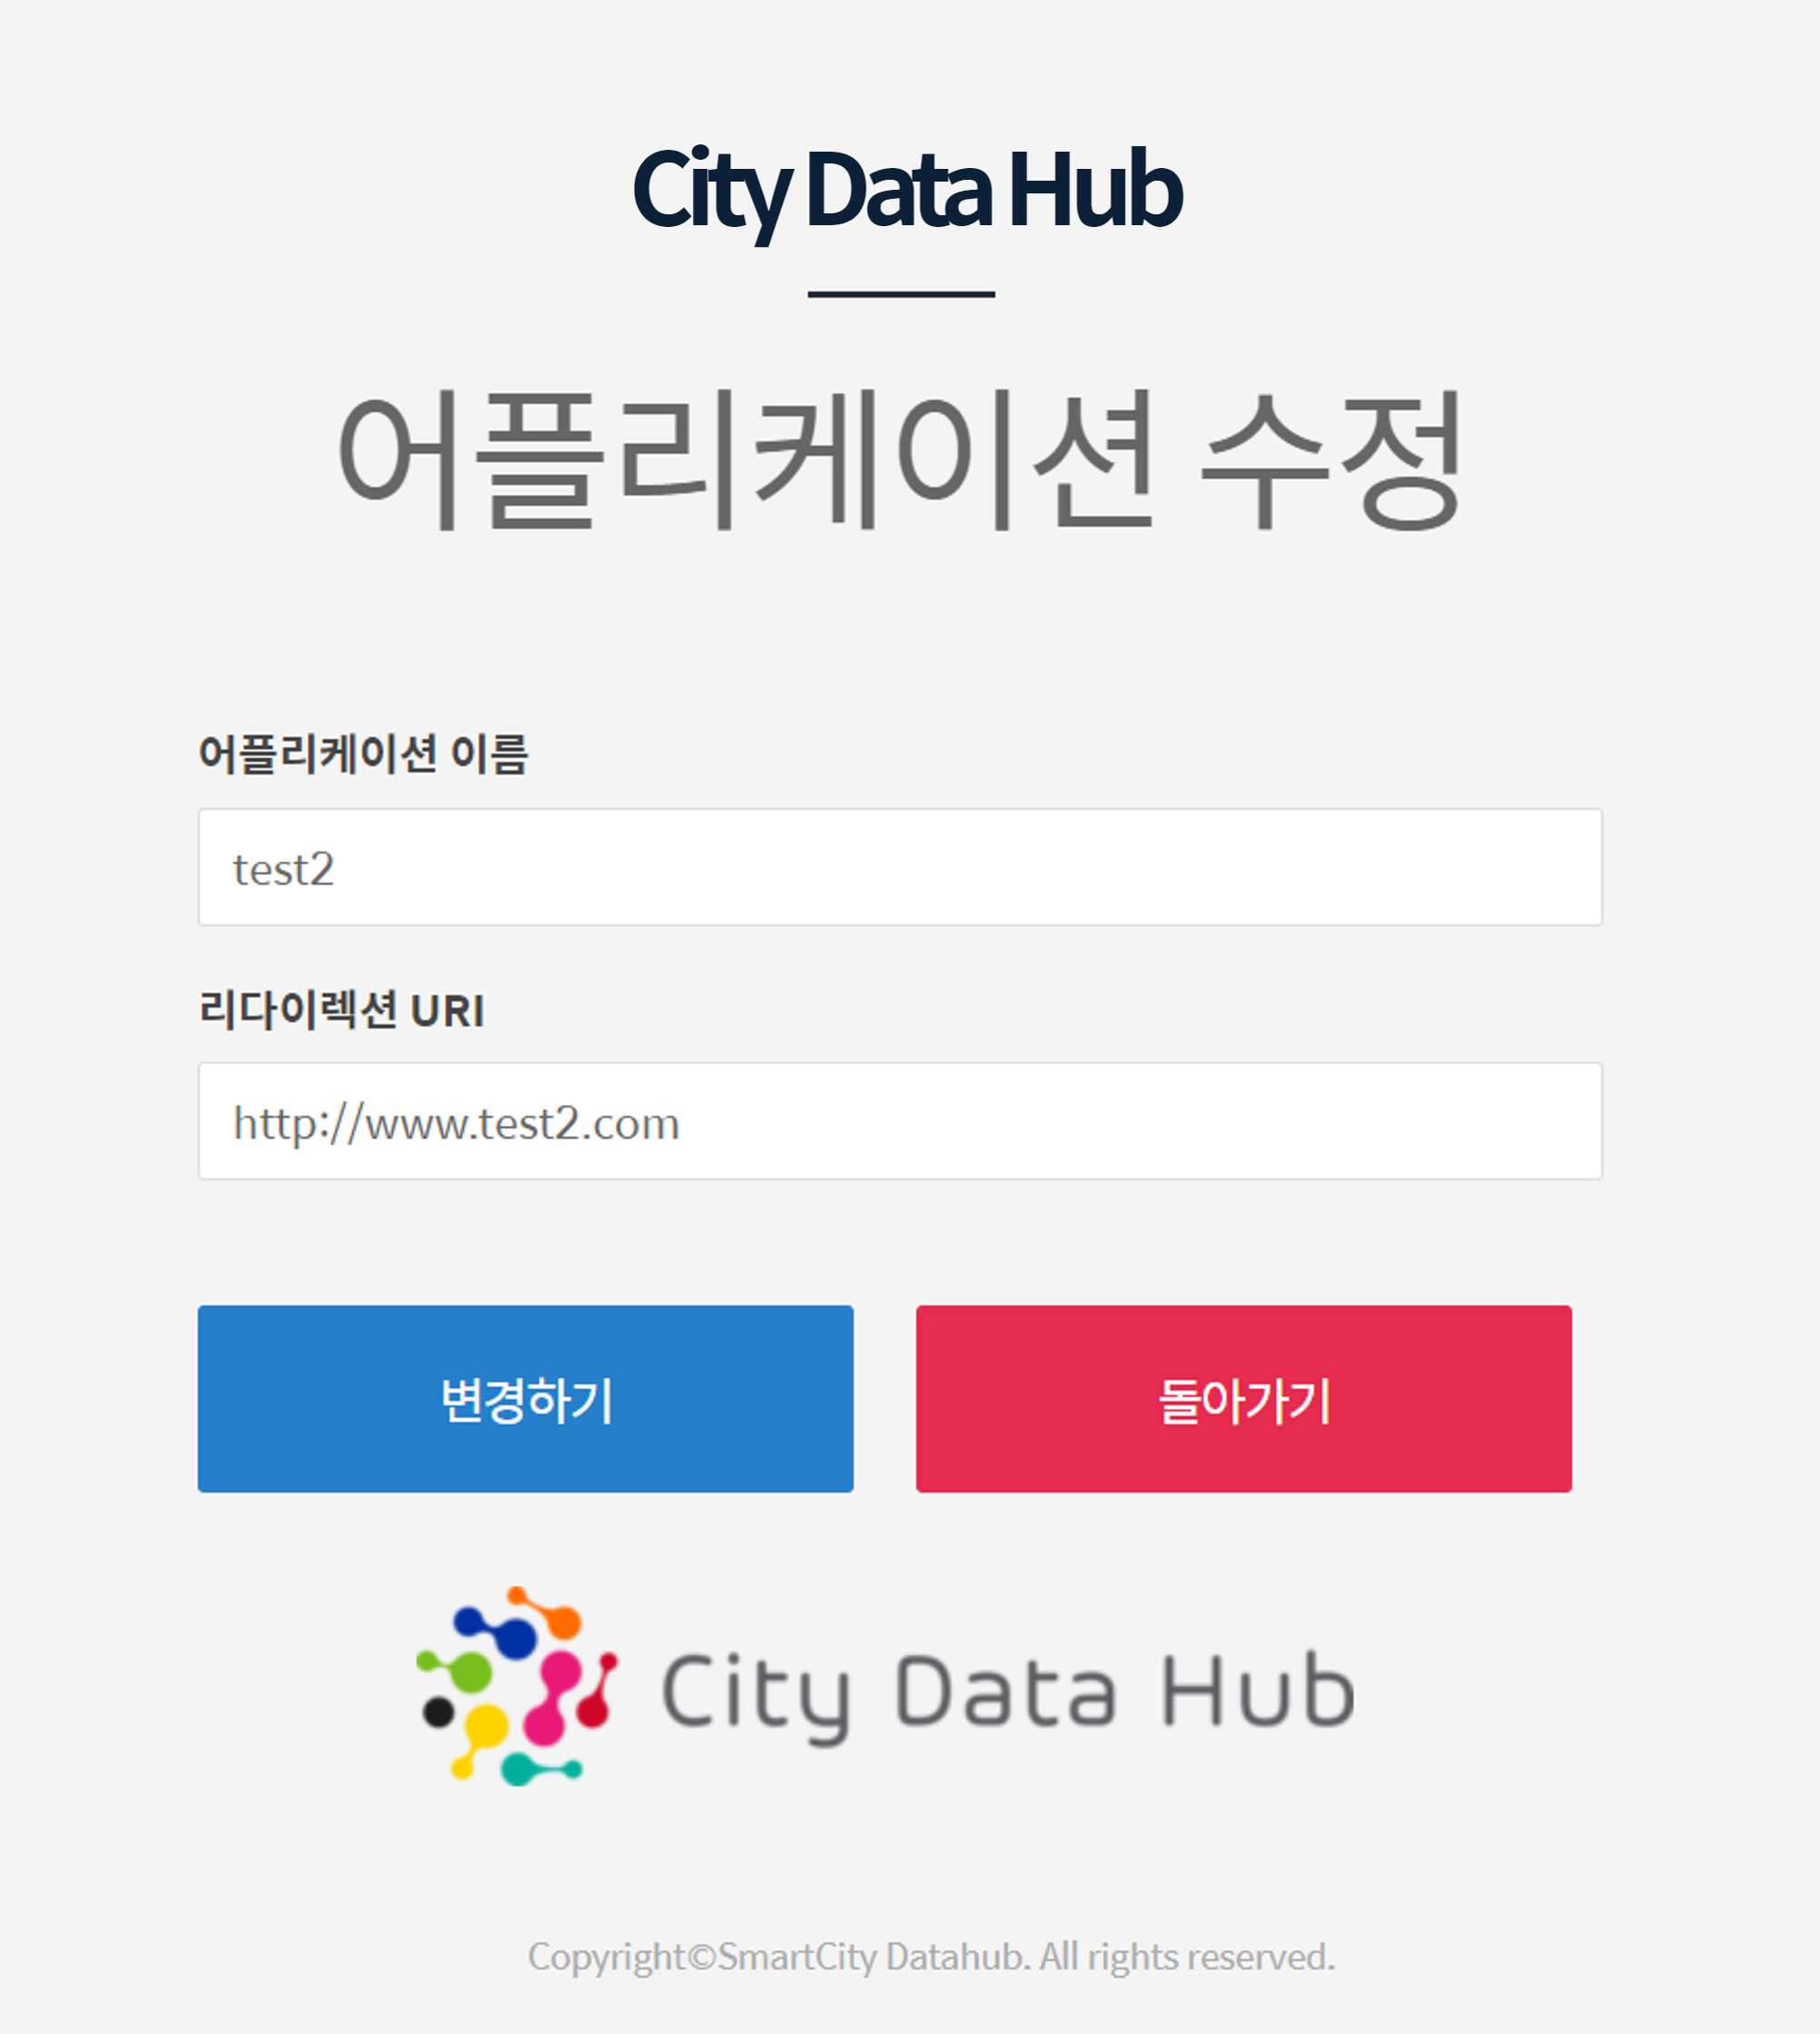 City Data Hub
어플리케이션 수정
어플리케이션 이름
test2
리다이렉션 URI
http://www.test2.com
변경하기
돌아가기
City Data Hub
Copyright©SmartCity Datahub. All rights reserved.